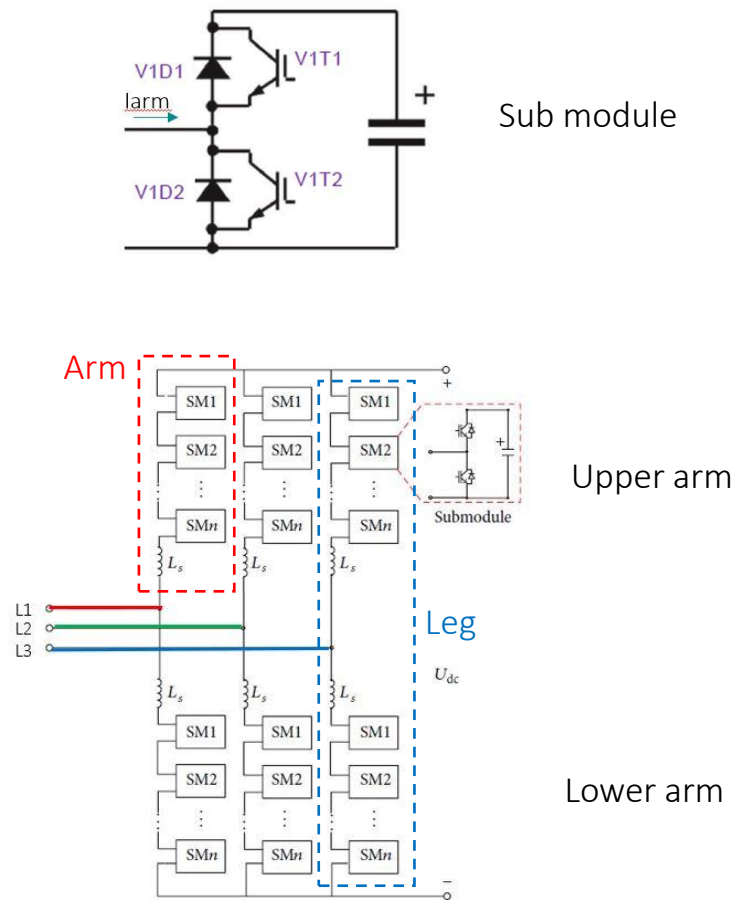 V1D1
V1T1
Iarm
+
Sub module
V1D2
V1T2
Arm
+
SM1 SM1 SM1
SM2 SM2 SM2
+
⋮ ⋮ ⋮
Upper arm
SMn SMn SMn
Submodule
Ls Ls Ls
L1
L2
L3
Leg
Udc
Ls Ls Ls
SM1 SM1 SM1
SM2 SM2 SM2
Lower arm
⋮ ⋮ ⋮
SMn SMn SMn
−